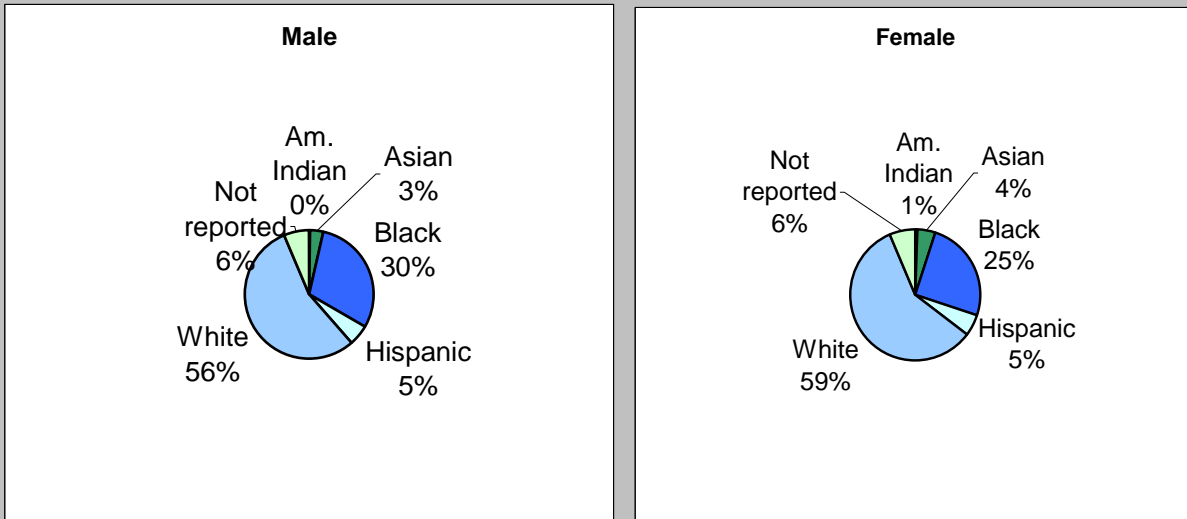 Male
Am.
Indian
0%
Asian
3%
Not
reported
6%
Black
30%
White
56%
Hispanic
5%
Female
Am.
Indian
1%
Asian
4%
Not
reported
6%
Black
25%
White
59%
Hispanic
5%